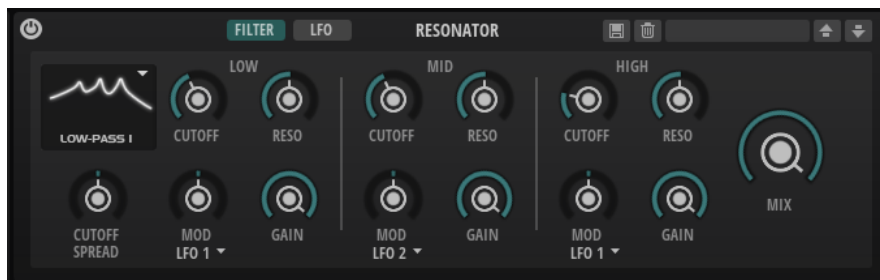 FILTER LFO RESONATOR
LOW MID HIGH
LOW-PASS I CUTOFF RESO CUTOFF RESO CUTOFF RESO
MIX
CUTOFF SPREAD
MOD GAIN MOD GAIN MOD GAIN
LFO 1 LFO 2 LFO 1